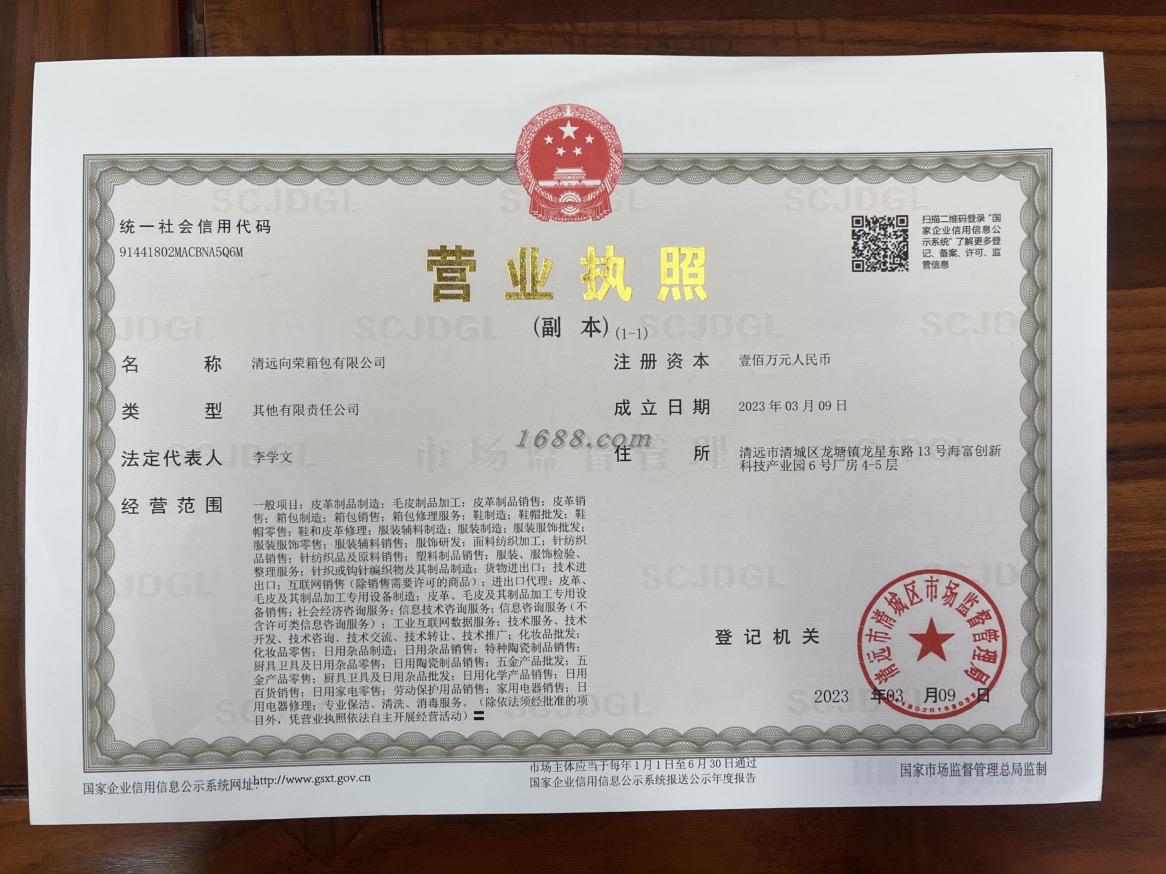 统一社会信用代码
91441802MACBNA5Q6M
扫描二维码登录“国
家企业信用信息公
示系统”了解更多登
记、备案、许可、监
管信息
营业执照
(副 本)(1-1)
名 称 清远向荣箱包有限公司
类 型 其他有限责任公司
法定代表人 李学文
经营范围 一般项目：皮革制品制造；毛皮制品加工；皮革制品销售；皮革销
售；箱包制造；箱包销售；箱包修理服务；鞋制造；鞋帽批发；鞋
帽零售；鞋和皮革修理；服装辅料制造；服装制造；服装服饰批发；
服装服饰零售；服装辅料销售；服饰研发；面料纺织加工；针纺织
品销售；针纺织品及原料销售；塑料制品销售；服装、服饰检验、
整理服务；针织或钩针编织物及其制品制造；货物进出口；技术进
出口；互联网销售（除销售需要许可的商品）；进出口代理；皮革、
毛皮及其制品加工专用设备制造；皮革、毛皮及其制品加工专用设
备销售；社会经济咨询服务；信息技术咨询服务；信息咨询服务（不
含许可类信息咨询服务）；工业互联网数据服务；技术服务、技术
开发、技术咨询、技术交流、技术转让、技术推广；化妆品批发；
化妆品零售；日用杂品制造；日用杂品销售；特种陶瓷制品销售；
厨具卫具及日用杂品零售；日用陶瓷制品销售；五金产品批发；五
金产品零售；厨具卫具及日用杂品批发；日用化学产品销售；日用
百货销售；日用家电零售；劳动保护用品销售；家用电器销售；日
用电器修理；专业保洁、清洗、消毒服务。（除依法须经批准的项
目外，凭营业执照依法自主开展经营活动）
注册资本 壹佰万元人民币
成立日期 2023年03月09日
住 所 清远市清城区龙塘镇龙星东路13号海富创新
科技产业园6号厂房4-5层
1688.com
市场监督管理
SCJDGL
登记机关
清远市清城区市场监督管理局
2023 年03 月09 日
国家企业信用信息公示系统网址：http://www.gsxt.gov.cn
市场主体应当于每年1月1日至6月30日通过
国家企业信用信息公示系统报送公示年度报告
国家市场监督管理总局监制